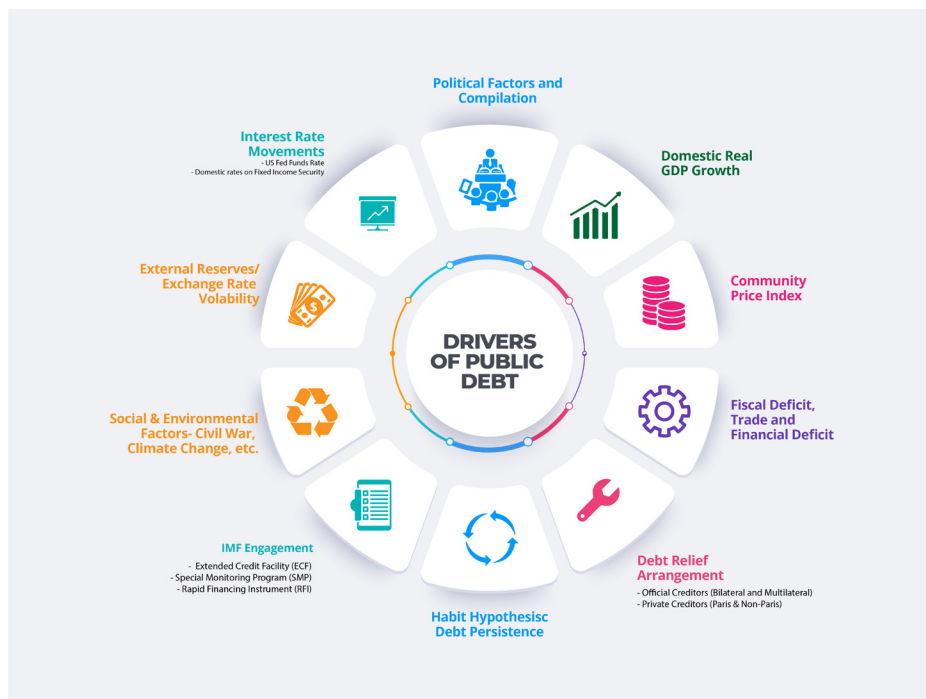 Political Factors and
Compilation
Interest Rate
Movements
- US Fed Funds Rate
- Domestic rates on Fixed Income Security
Domestic Real
GDP Growth
External Reserves/
Exchange Rate
Volability
Community
Price Index
DRIVERS
OF PUBLIC
DEBT
Social & Environmental
Factors- Civil War,
Climate Change, etc.
Fiscal Deficit,
Trade and
Financial Deficit
IMF Engagement
- Extended Credit Facility (ECF)
- Special Monitoring Program (SMP)
- Rapid Financing Instrument (RFI)
Debt Relief
Arrangement
- Official Creditors (Bilateral and Multilateral)
- Private Creditors (Paris & Non-Paris)
Habit Hypothesisc
Debt Persistence